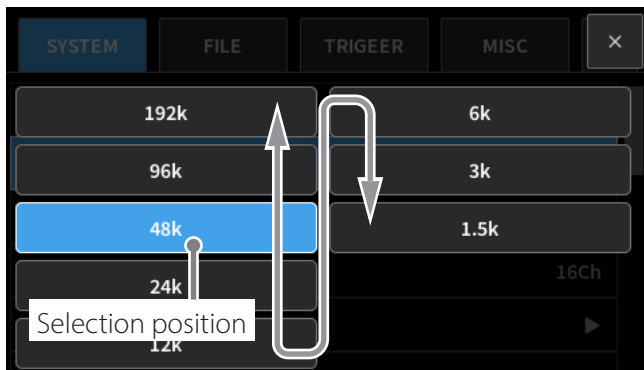 SYSTEM FILE TRIGEER MISC ×
192k 6k
96k 3k
48k 1.5k
24k 16Ch
Selection position
12k